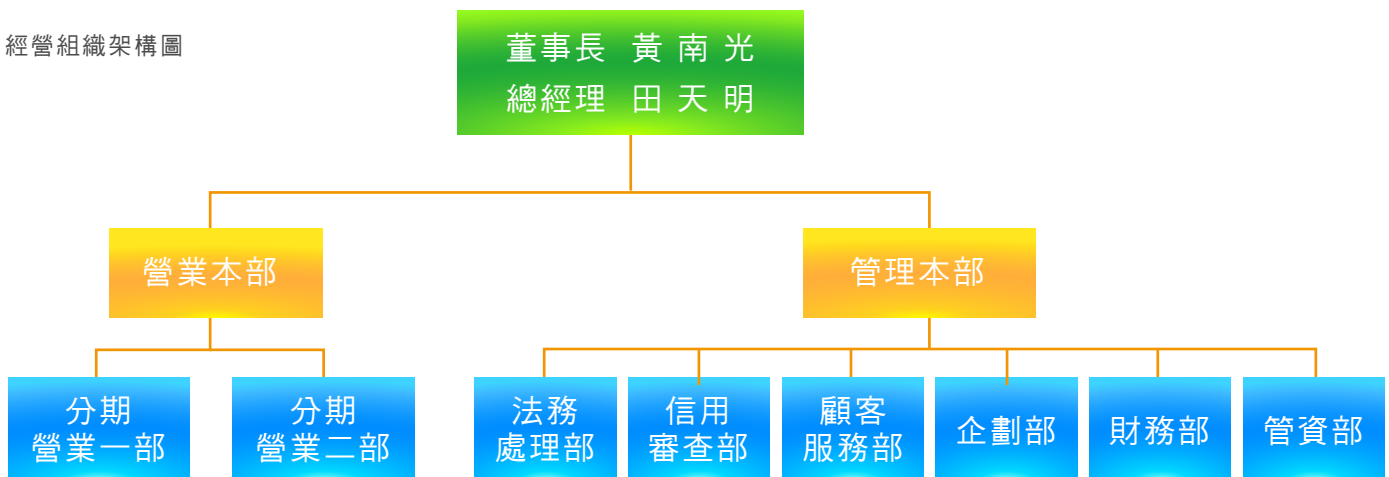 經營組織架構圖
董事長 黃南光
總經理 田天明
營業本部
管理本部
分期
營業一部
分期
營業二部
法務
處理部
信用
審查部
顧客
服務部
企劃部
財務部
管資部